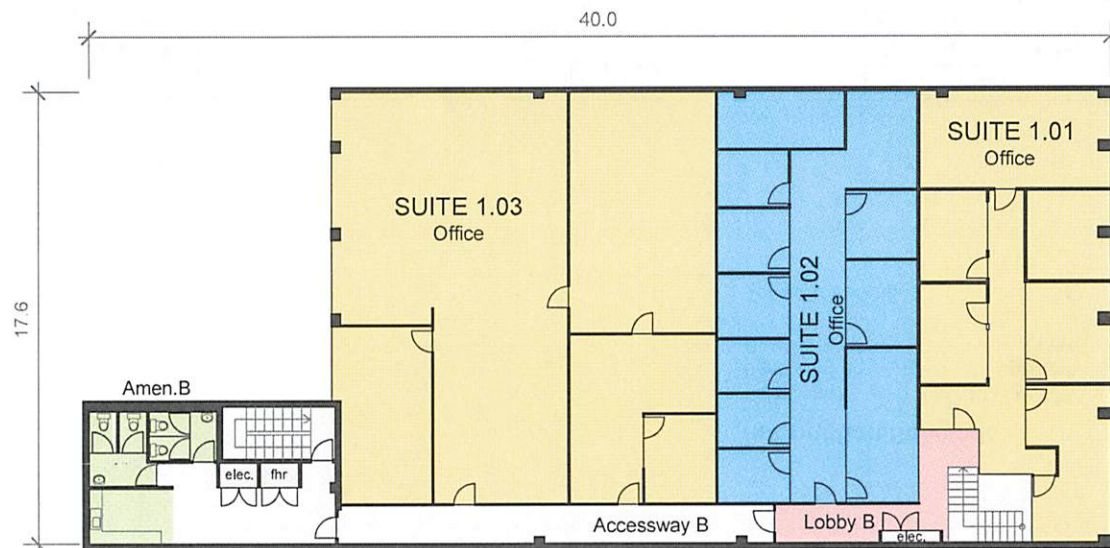 40.0
17.6
SUITE 1.03
Office
SUITE 1.02
Office
SUITE 1.01
Office
Amen.B
elec.
fhr
Accessway B
Lobby B
elec.